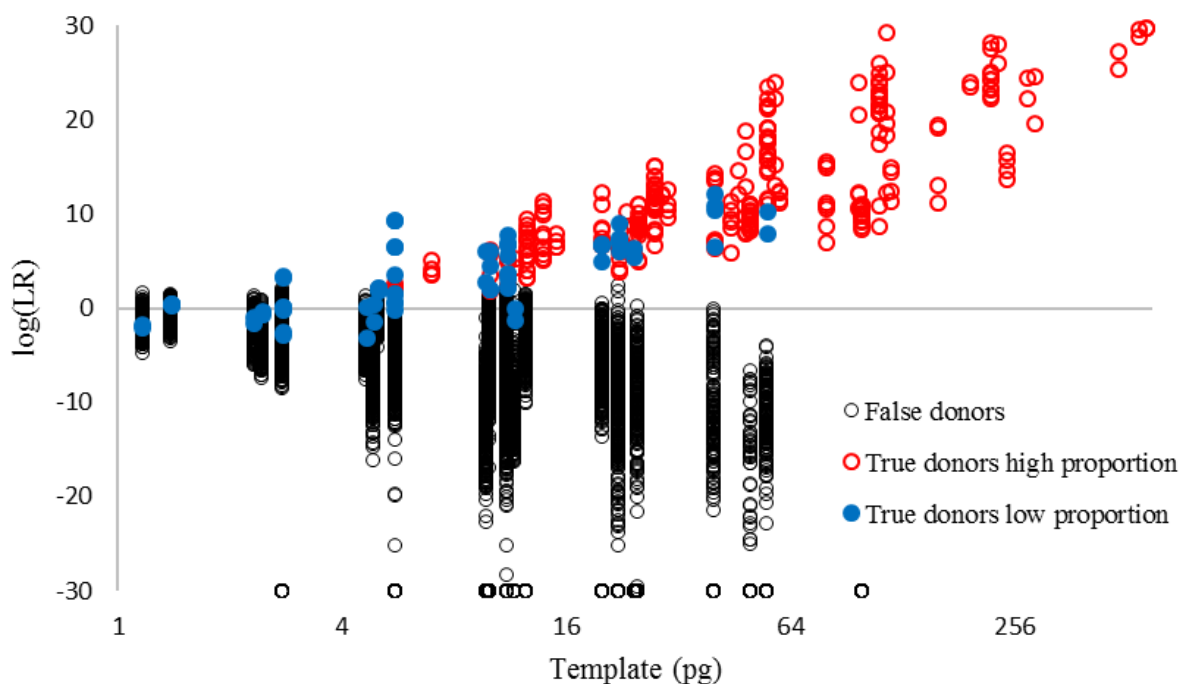 30
20
10
0
-10
-20
-30
log(LR)
False donors
True donors high proportion
True donors low proportion
1 4 16 64 256
Template (pg)